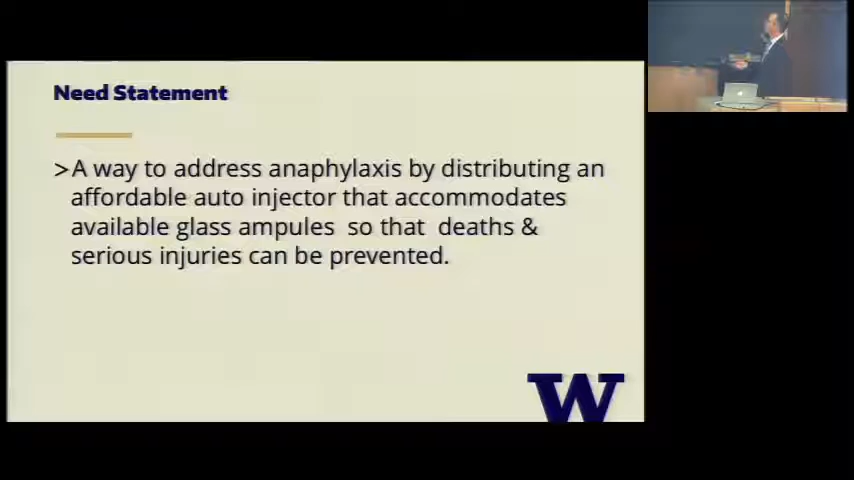 Need Statement
>A way to address anaphylaxis by distributing an
affordable auto injector that accommodates
available glass ampules so that deaths &
serious injuries can be prevented.
W